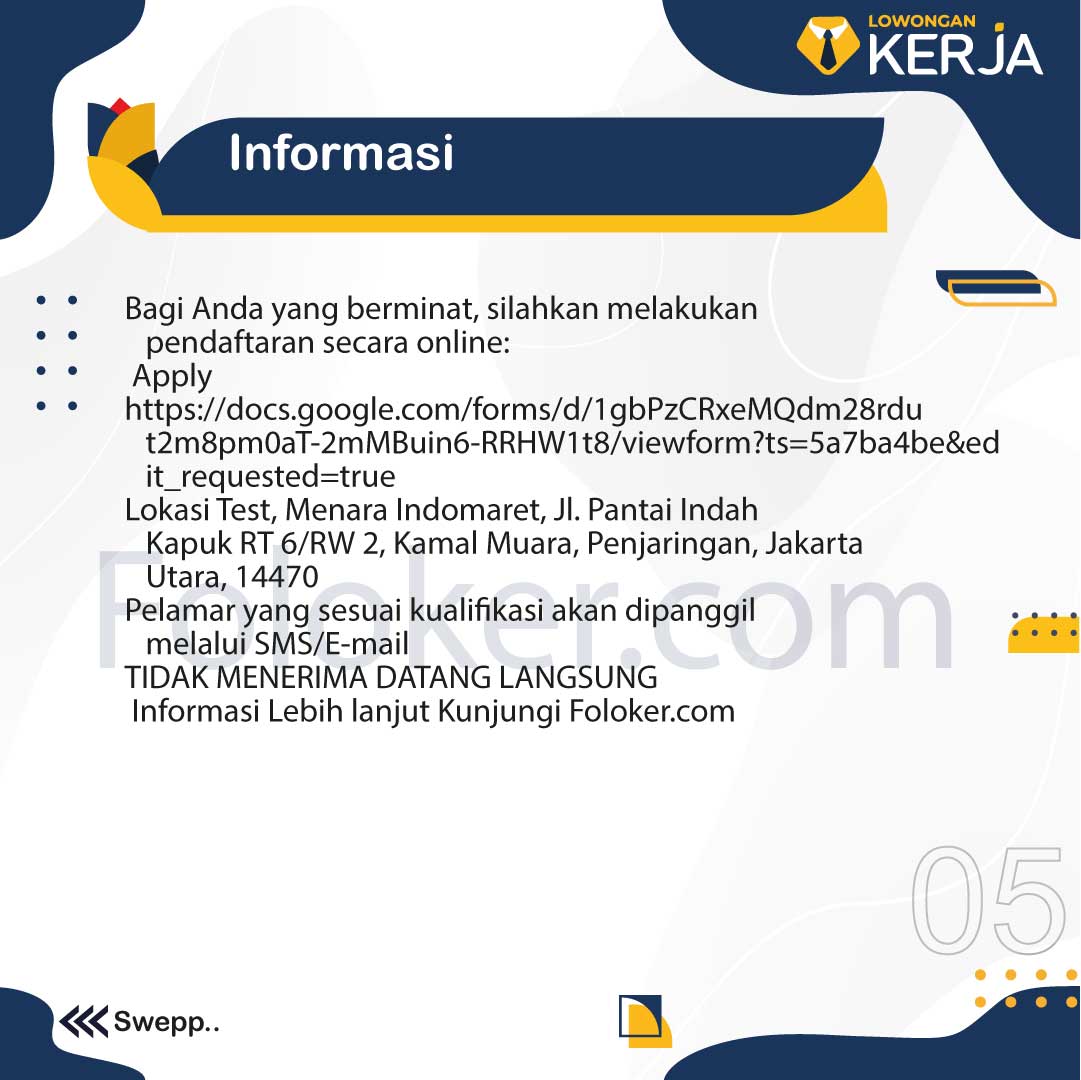 LOWONGAN
KERJA
Informasi
Bagi Anda yang berminat, silahkan melakukan
pendaftaran secara online:
Apply
https://docs.google.com/forms/d/1gbPzCRxeMQdm28rdu
t2m8pm0aT-2mMBuin6-RRHW1t8/viewform?ts=5a7ba4be&ed
it_requested=true
Lokasi Test, Menara Indomaret, Jl. Pantai Indah
Kapuk RT 6/RW 2, Kamal Muara, Penjaringan, Jakarta
Utara, 14470
Pelamar yang sesuai kualifikasi akan dipanggil
melalui SMS/E-mail
TIDAK MENERIMA DATANG LANGSUNG
Informasi Lebih lanjut Kunjungi Foloker.com
Foloker.com
05
Swepp..